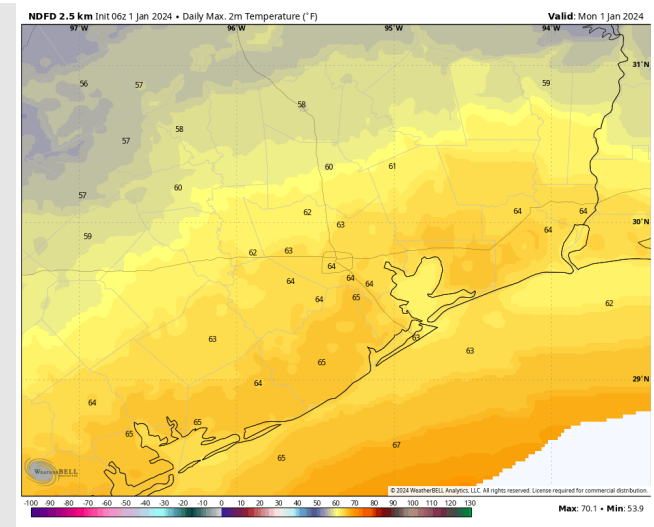 NDFD 2.5 km Init 06z 1 Jan 2024 • Daily Max. 2m Temperature (°F)
Valid: Mon 1 Jan 2024
97°W 96°W 95°W 94°W
31°N
56 57 59
58
57 58
60 61
57 60
62 64 64
63 30°N
59 64
62 63
64
64 64 64
64 65 62
63 63 63
65
29°N
64
64
65
65 67
65
WeatherBELL
© 2024 WeatherBELL Analytics, LLC. All rights reserved. License required for commercial distribution.
-100 -90 -80 -70 -60 -50 -40 -30 -20 -10 0 10 20 30 40 50 60 70 80 90 100 110 120 130
Max: 70.1 • Min: 53.9